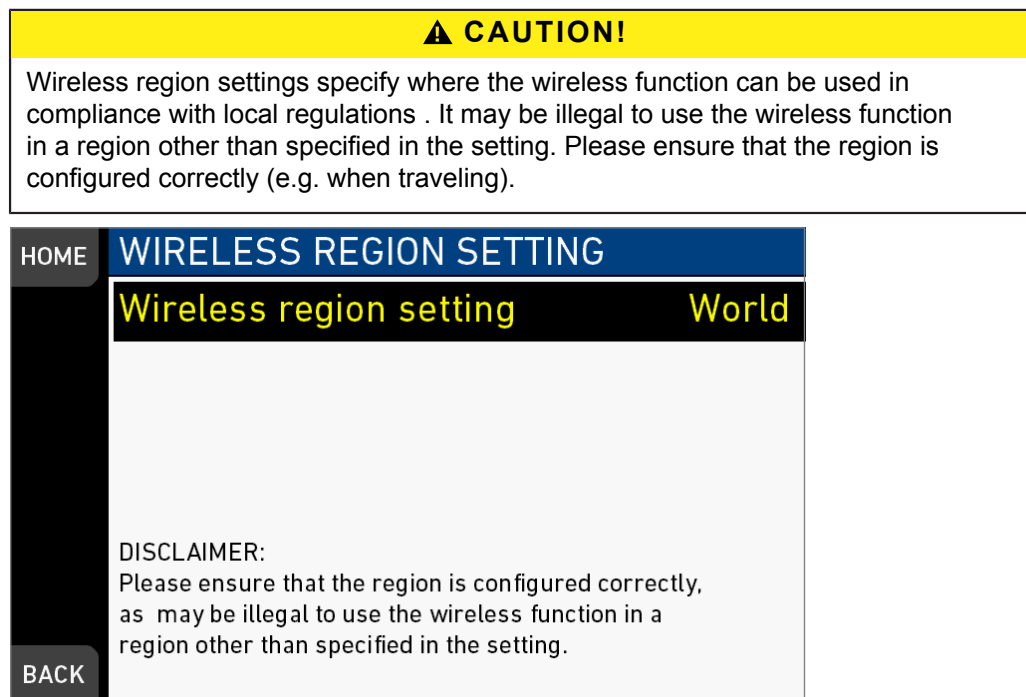 CAUTION!
Wireless region settings specify where the wireless function can be used in
compliance with local regulations . It may be illegal to use the wireless function
in a region other than specified in the setting. Please ensure that the region is
configured correctly (e.g. when traveling).
HOME
WIRELESS REGION SETTING
Wireless region setting World
DISCLAIMER:
Please ensure that the region is configured correctly,
as  may be illegal to use the wireless function in a
region other than specified in the setting.
BACK